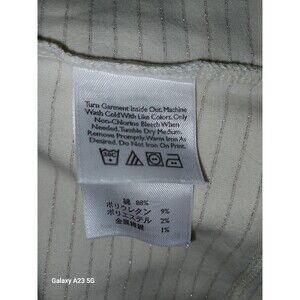 Turn Garment Inside Out. Machine
Wash Cold With Like Colors. Only
Non-Chlorine Bleach When
Needed. Tumble Dry Medium.
Remove Promptly. Warm Iron As
Desired. Do Not Iron On Print.
綿 88%
ポリウレタン 9%
ポリエステル 2%
金属繊維 1%
Galaxy A23 5G